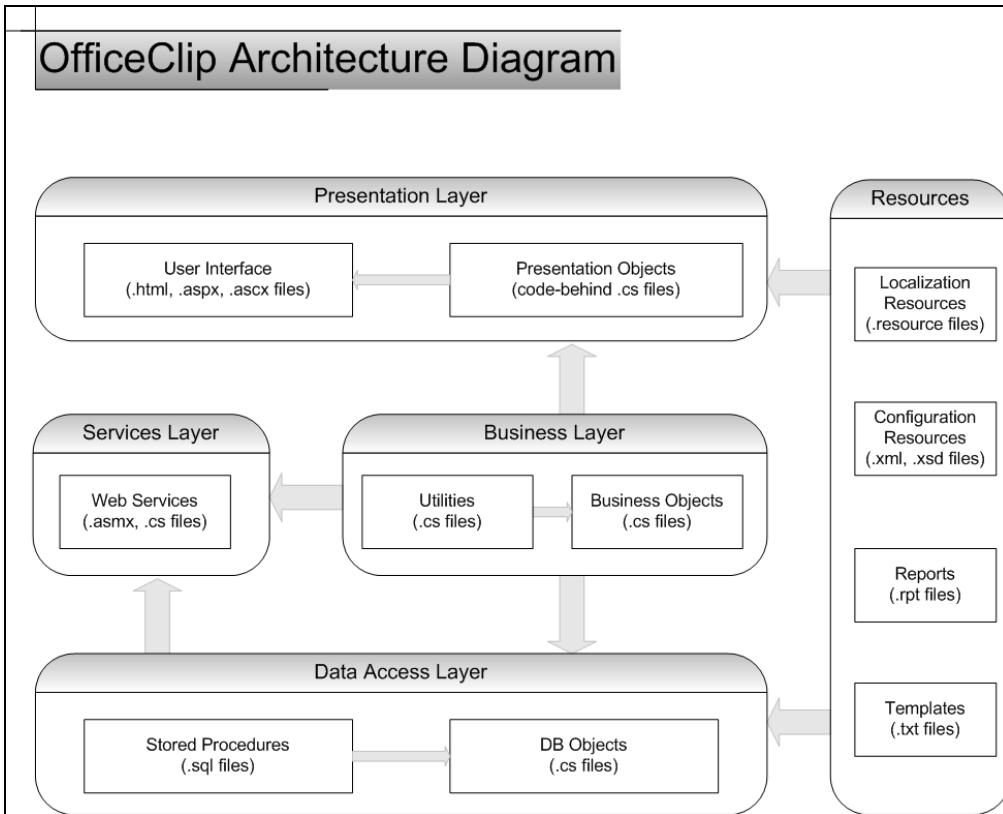 OfficeClip Architecture Diagram
Presentation Layer
User Interface
(.html, .aspx, .ascx files)
Presentation Objects
(code-behind .cs files)
Resources
Localization
Resources
(.resource files)
Configuration
Resources
(.xml, .xsd files)
Reports
(.rpt files)
Templates
(.txt files)
Services Layer
Web Services
(.asmx, .cs files)
Business Layer
Utilities
(.cs files)
Business Objects
(.cs files)
Data Access Layer
Stored Procedures
(.sql files)
DB Objects
(.cs files)